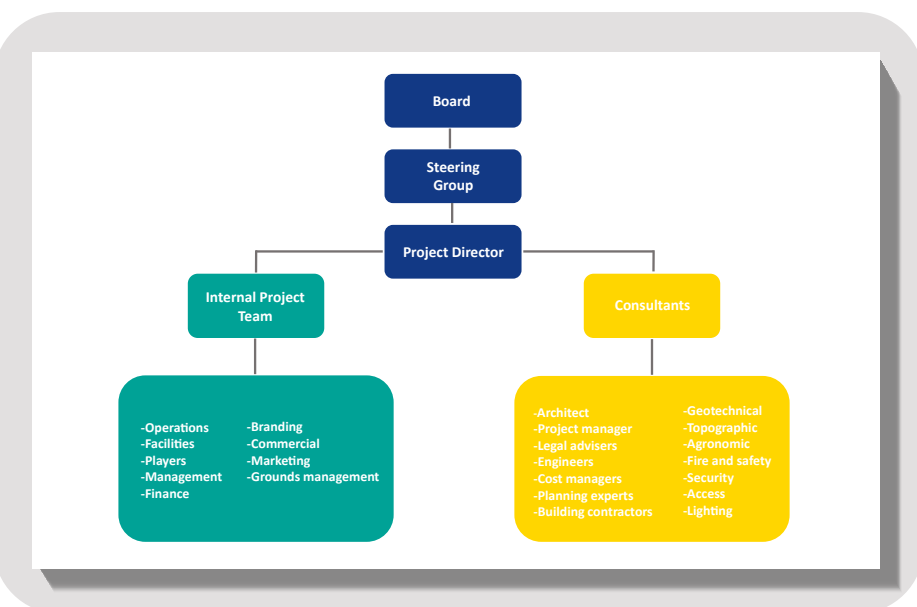 Board
Steering
Group
Project Director
Internal Project
Team
Consultants
-Operations
-Facilities
-Players
-Management
-Finance
-Branding
-Commercial
-Marketing
-Grounds management
-Architect
-Project manager
-Legal advisers
-Engineers
-Cost managers
-Planning experts
-Building contractors
-Geotechnical
-Topographic
-Agronomic
-Fire and safety
-Security
-Access
-Lighting